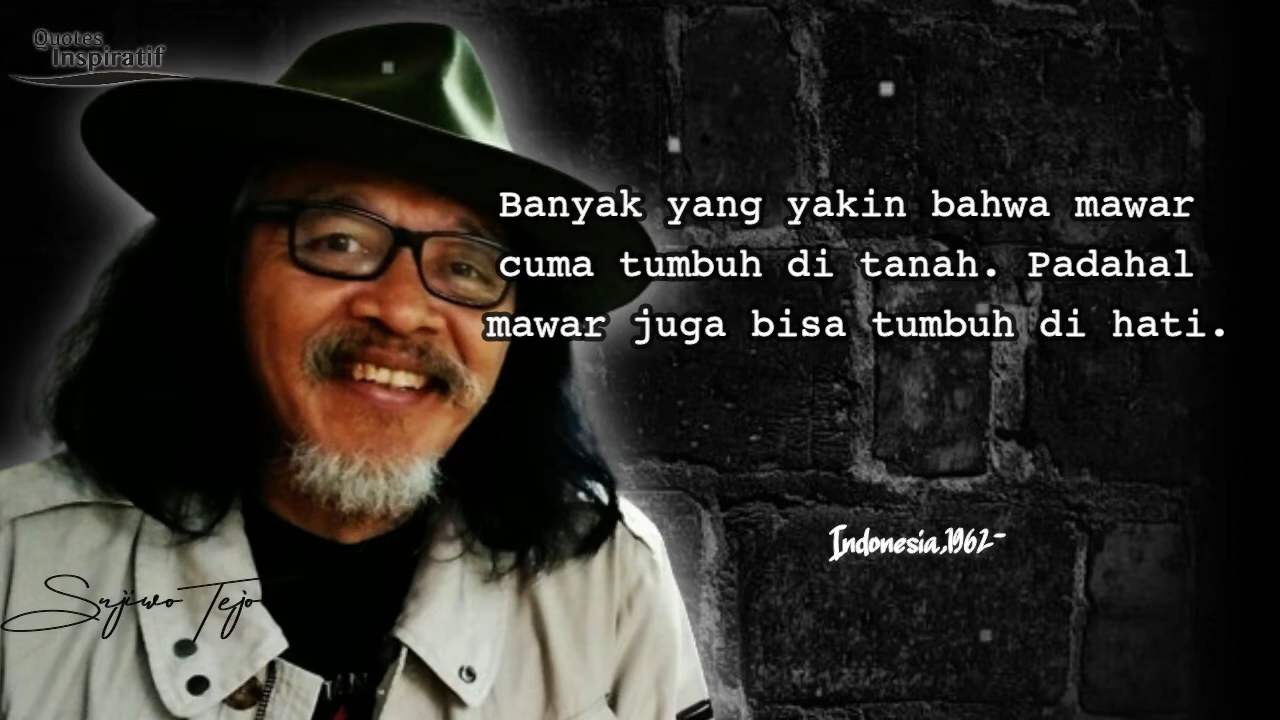 Quotes
Inspiratif
Banyak yang yakin bahwa mawar
cuma tumbuh di tanah. Padahal
mawar juga bisa tumbuh di hati.
Indonesia,1962-
Sujiwo Tejo